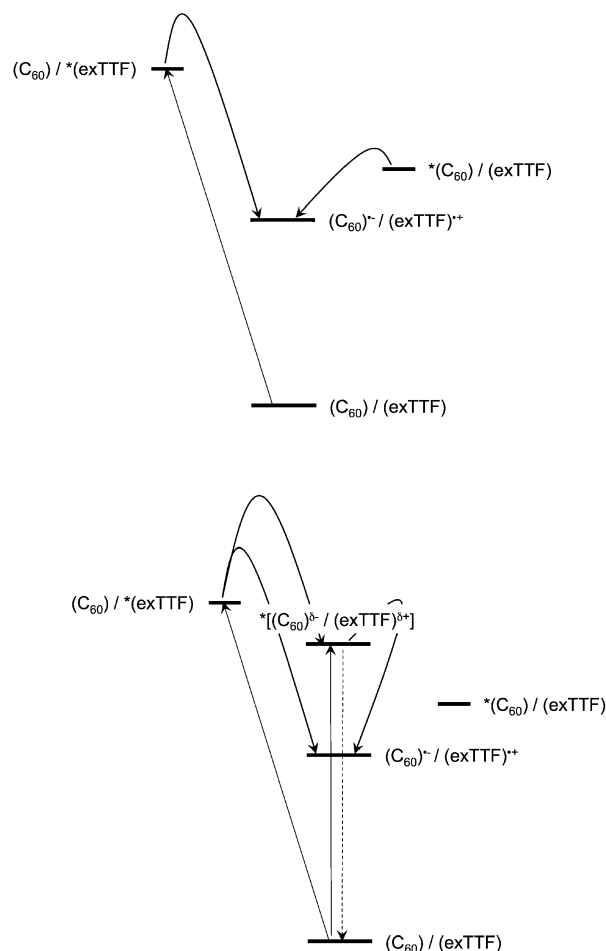 (C₆₀) / *(exTTF)
*(C₆₀) / (exTTF)
(C₆₀)•- / (exTTF)•+
(C₆₀) / (exTTF)
(C₆₀) / *(exTTF)
*[(C₆₀)δ- / (exTTF)δ+]
*(C₆₀) / (exTTF)
(C₆₀)•- / (exTTF)•+
(C₆₀) / (exTTF)